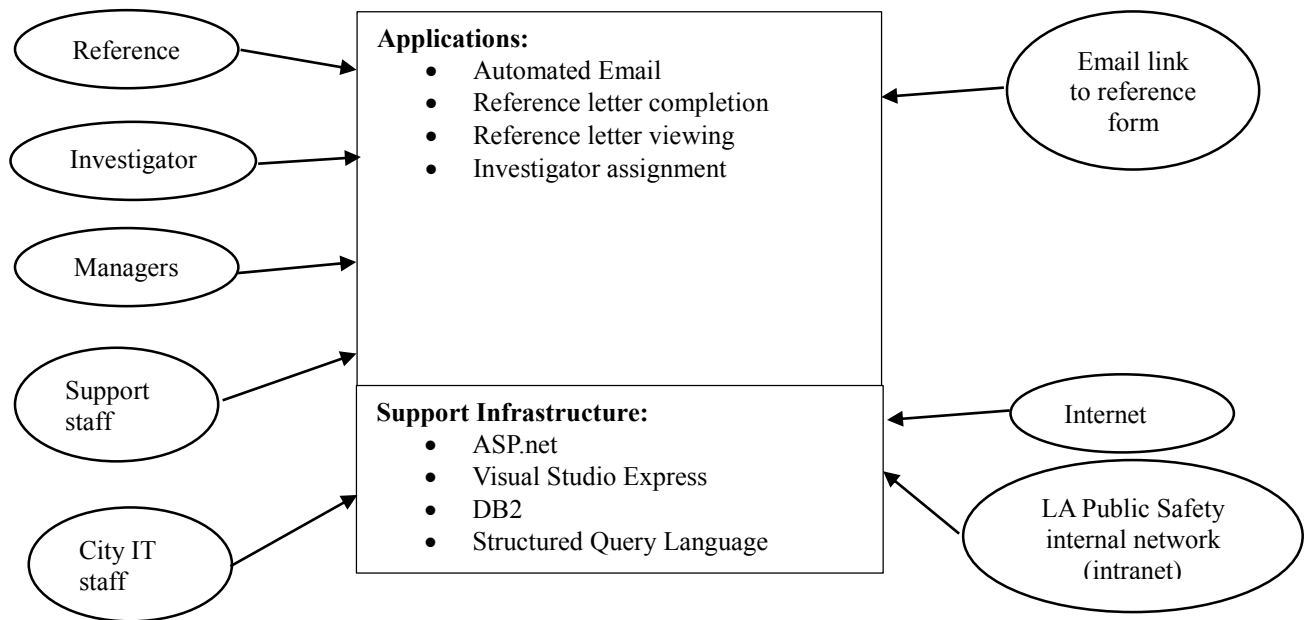 Reference
Investigator
Managers
Support
staff
City IT
staff
Applications:
• Automated Email
• Reference letter completion
• Reference letter viewing
• Investigator assignment
Support Infrastructure:
• ASP.net
• Visual Studio Express
• DB2
• Structured Query Language
Email link
to reference
form
Internet
LA Public Safety
internal network
(intranet)